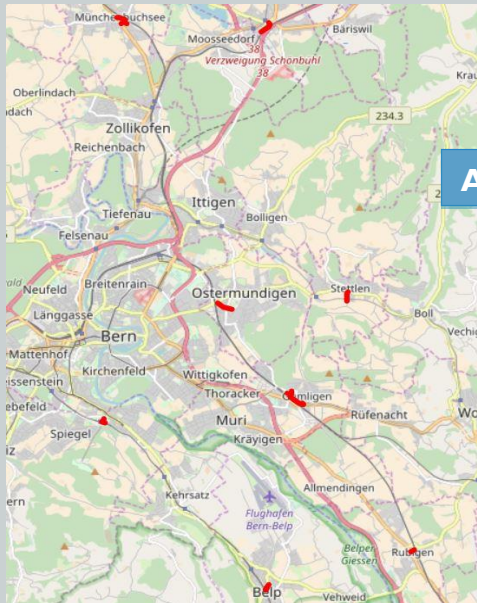 Moosseedorf
Bäriswil
38
Verzweigung Schönbühl
38
Oberlindach
234.3
Zollikofen
Reichenbach
A
Ittigen
2
Tiefenau
Bolligen
Felsenau
Neufeld
Breitenrain
Ostermundigen
Stettlen
Länggasse
Boll
Bern
Mattenhof
Kirchenfeld
Wittigkofen
Thoracker
Rüfenacht
Muri
Spiegel
Kräyigen
Kehrsatz
Allmendingen
Flughafen
Bern-Belp
Belper
Giessen
Rubigen
Belp
Vehweid